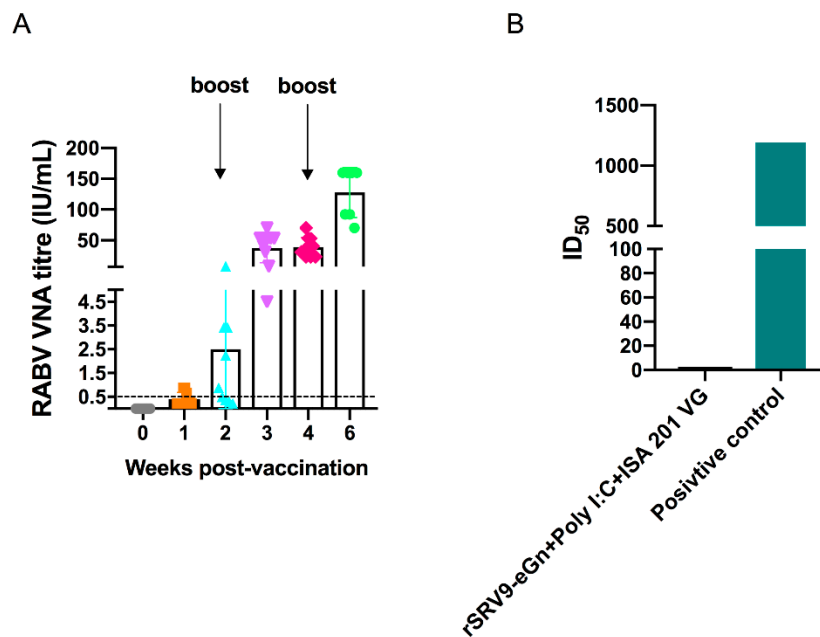 A
B
boost boost
RABV VNA titre (IU/mL)
200
150
100
50
4.5
3.5
2.5
1.5
0.5
0 1 2 3 4 6
Weeks post-vaccination
ID50
1500
1000
500
100
80
60
40
20
0
rSRV9-eGn+Poly I:C+ISA 201 VG
Posivtive control